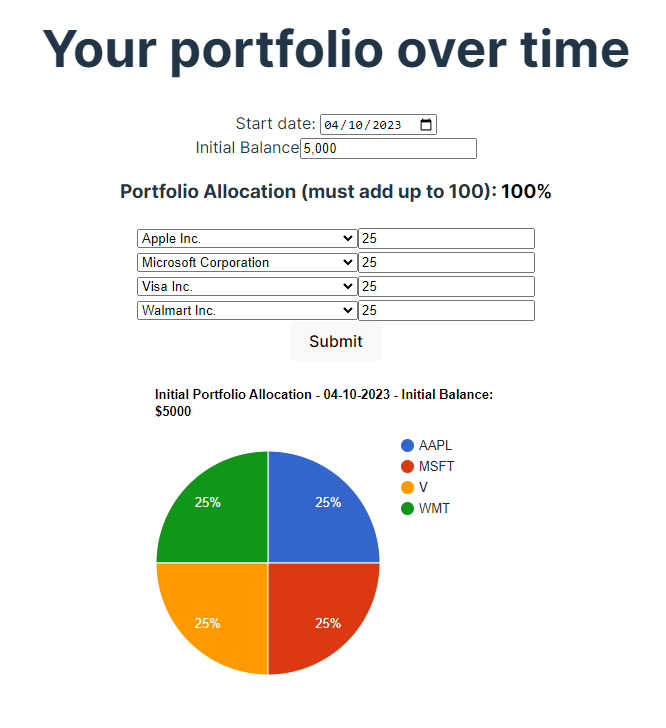 Your portfolio over time
Start date: 04/10/2023
Initial Balance 5,000
Portfolio Allocation (must add up to 100): 100%
Apple Inc. 25
Microsoft Corporation 25
Visa Inc. 25
Walmart Inc. 25
Submit
Initial Portfolio Allocation - 04-10-2023 - Initial Balance:
$5000
AAPL
MSFT
V
WMT
25% 25%
25% 25%